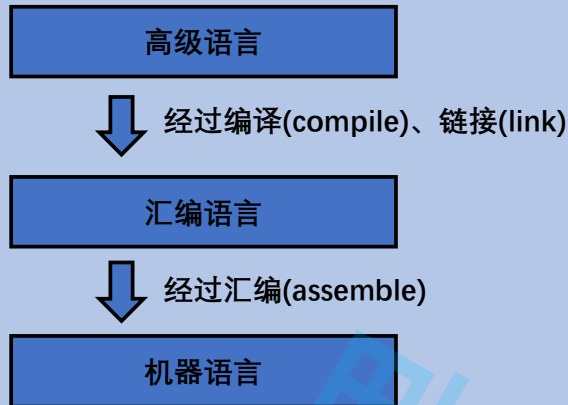 高级语言
经过编译(compile)、链接(link)
汇编语言
经过汇编(assemble)
机器语言